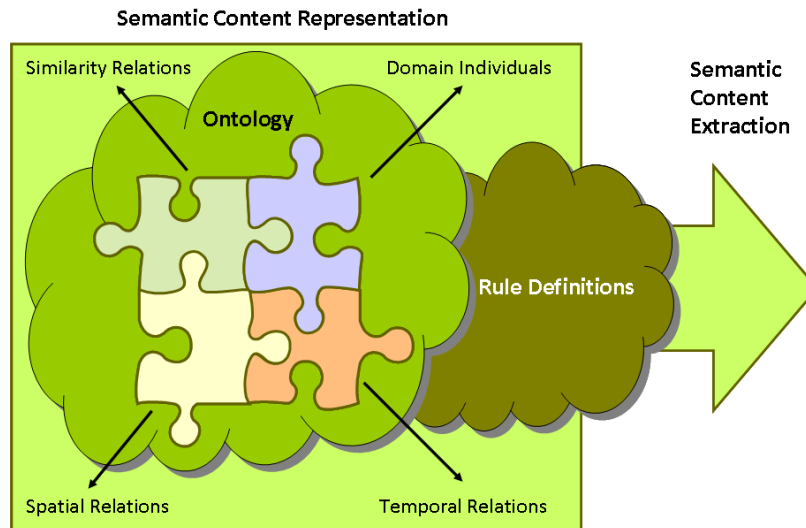 Semantic Content Representation
Similarity Relations
Domain Individuals
Semantic
Content
Extraction
Ontology
Rule Definitions
Spatial Relations
Temporal Relations